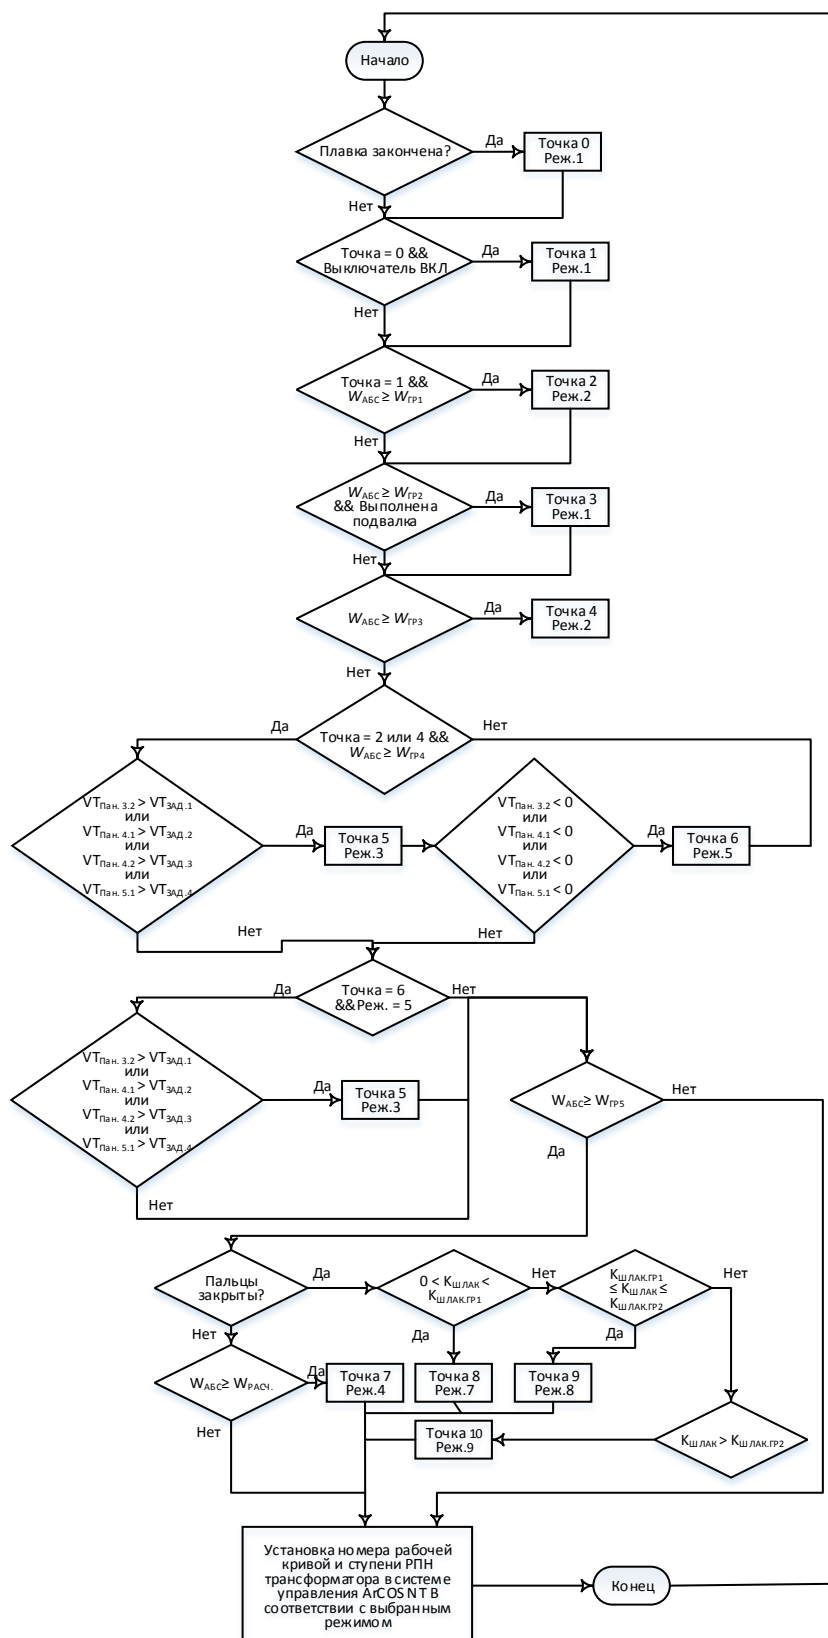 Начало
Плавка закончена?
Да
Точка 0
Реж.1
Нет
Точка = 0 &&
Выключатель ВКЛ
Да
Точка 1
Реж.1
Нет
Точка = 1 &&
WАБС ≥ WГР1
Да
Точка 2
Реж.2
Нет
WАБС ≥ WГР2
&& Выполнена
подвалка
Да
Точка 3
Реж.1
Нет
WАБС ≥ WГР3
Да
Точка 4
Реж.2
Нет
Да
Точка = 2 или 4 &&
WАБС ≥ WГР4
Нет
VTПан. 3.2 > VTЗАД.1
или
VTПан. 4.1 > VTЗАД.2
или
VTПан. 4.2 > VTЗАД.3
или
VTПан. 5.1 > VTЗАД.4
Да
Точка 5
Реж.3
VTПан. 3.2 < 0
или
VTПан. 4.1 < 0
или
VTПан. 4.2 < 0
или
VTПан. 5.1 < 0
Да
Точка 6
Реж.5
Нет
Нет
Да
Точка = 6
&&Реж. = 5
Нет
VTПан. 3.2 > VTЗАД.1
или
VTПан. 4.1 > VTЗАД.2
или
VTПан. 4.2 > VTЗАД.3
или
VTПан. 5.1 > VTЗАД.4
Да
Точка 5
Реж.3
Нет
WАБС ≥ WГР5
Нет
Да
Пальцы
закрыты?
Да
0 < KШЛАК <
KШЛАК.ГР1
Нет
KШЛАК.ГР1
≤ KШЛАК ≤
KШЛАК.ГР2
Нет
Нет
Да
Да
WАБС ≥ WРАСЧ.
Да
Точка 7
Реж.4
Точка 8
Реж.7
Точка 9
Реж.8
Нет
Точка 10
Реж.9
KШЛАК > KШЛАК.ГР2
Установка номера рабочей
кривой и ступени РПН
трансформатора в системе
управления ArCOS NT в
соответствии с выбранным
режимом
Конец